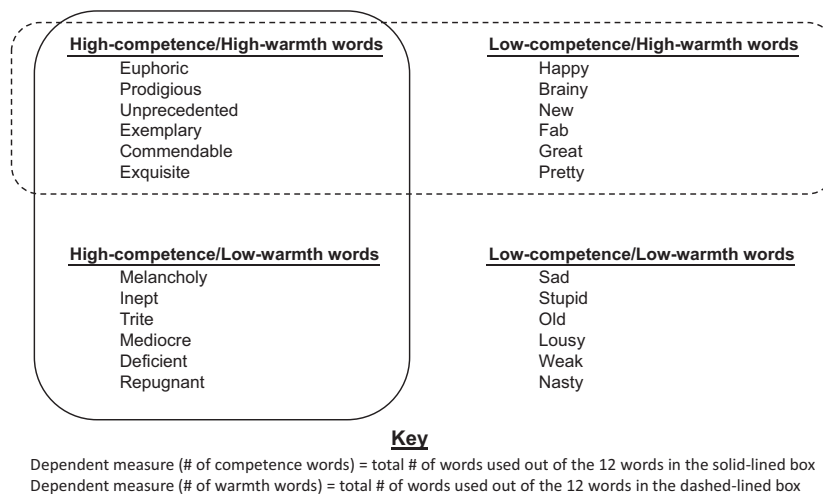 High-competence/High-warmth words
Euphoric
Prodigious
Unprecedented
Exemplary
Commendable
Exquisite
Low-competence/High-warmth words
Happy
Brainy
New
Fab
Great
Pretty
High-competence/Low-warmth words
Melancholy
Inept
Trite
Mediocre
Deficient
Repugnant
Low-competence/Low-warmth words
Sad
Stupid
Old
Lousy
Weak
Nasty
Key
Dependent measure (# of competence words) = total # of words used out of the 12 words in the solid-lined box
Dependent measure (# of warmth words) = total # of words used out of the 12 words in the dashed-lined box